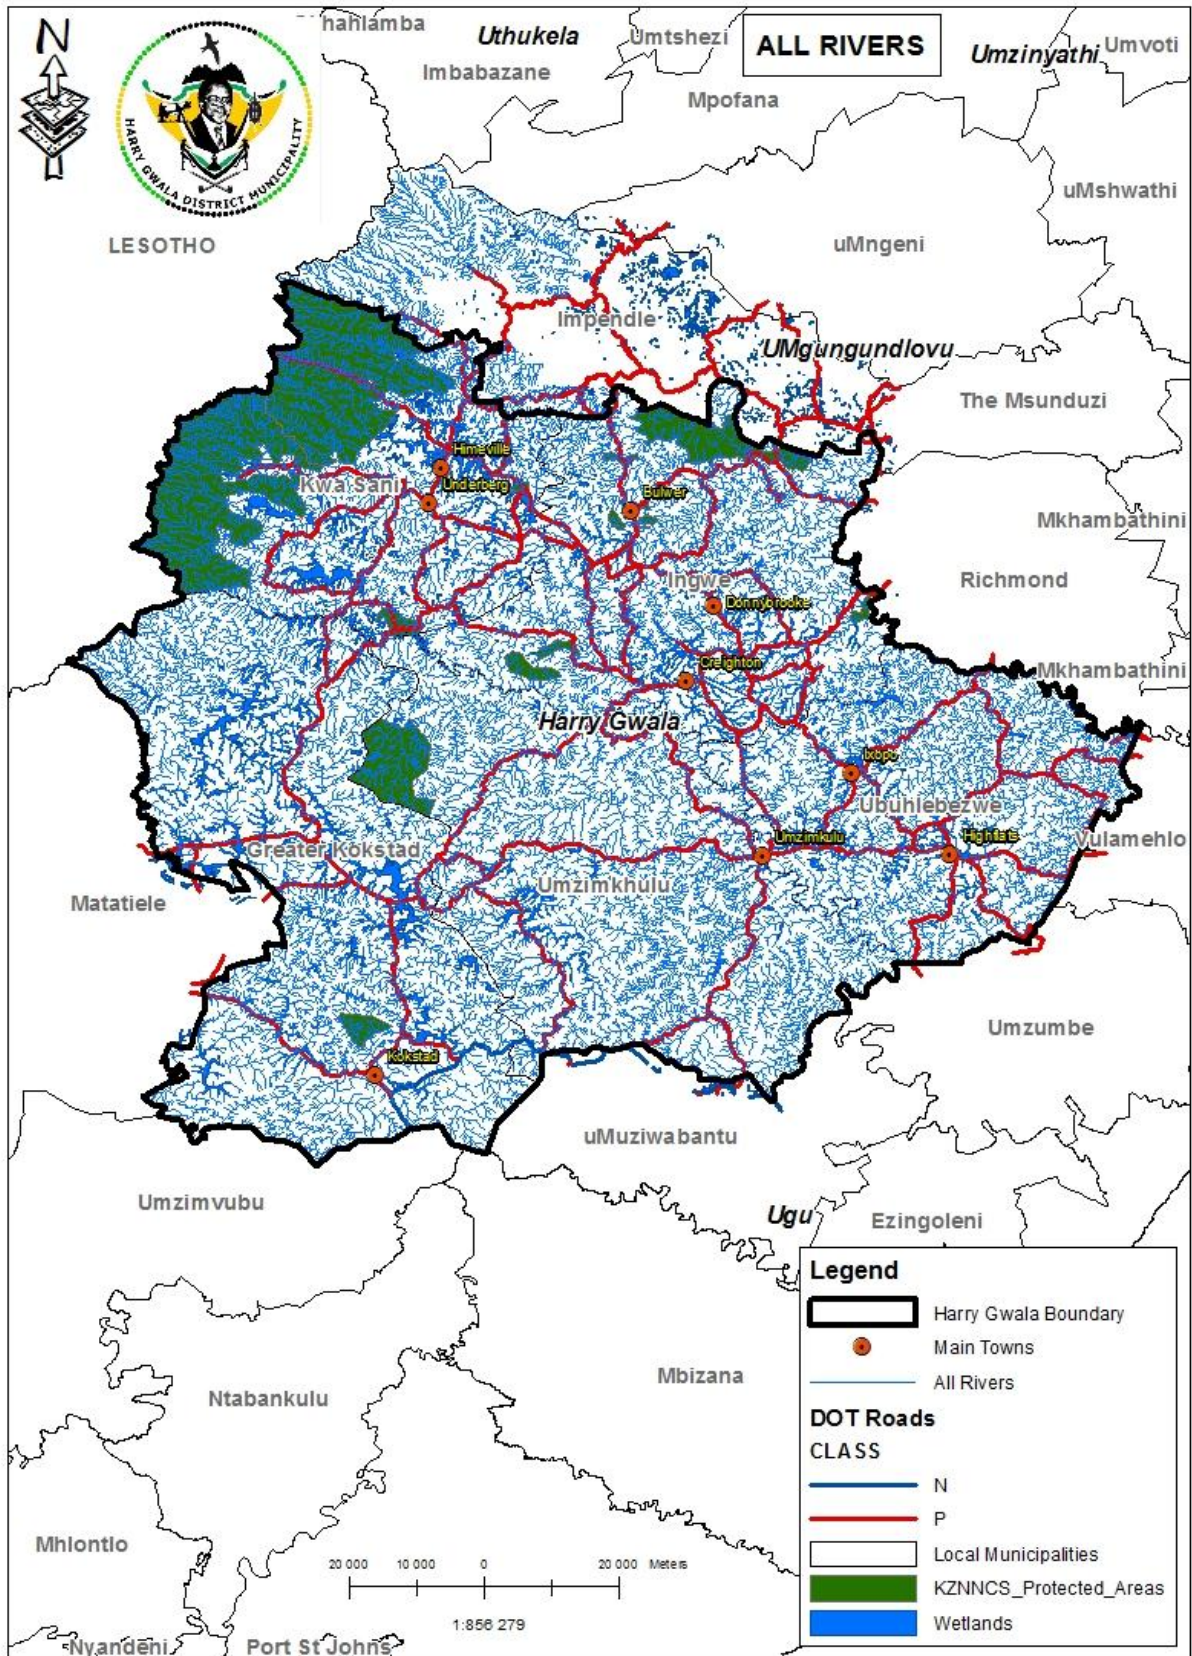 N
hahlamba
Uthukela
Umtshezi
ALL RIVERS
Umzinyathi
Umvoti
Imbabazane
Mpofana
HARRY GWALA DISTRICT MUNICIPALITY
uMshwathi
LESOTHO
uMngeni
Impendle
UMgungundlovu
The Msunduzi
Himeville
Kwa Sani
Underberg
Bulwer
Mkhambathini
Ingwe
Richmond
Donnybrooke
Creighton
Mkhambathini
Harry Gwala
Ixopo
Ubuhlebezwe
Umzimkulu
Highflats
Vulamehlo
Greater Kokstad
Umzimkhulu
Matatiele
Umzumbe
Kokstad
uMuziwabantu
Umzimvubu
Ugu
Ezingoleni
Legend
Harry Gwala Boundary
Main Towns
All Rivers
DOT Roads
CLASS
N
P
Local Municipalities
KZNNCS_Protected_Areas
Wetlands
Mbizana
Ntabankulu
Mhlontlo
20 000 10 000 0 20 000 Meters
1:856 279
Nyandeni
Port St Johns